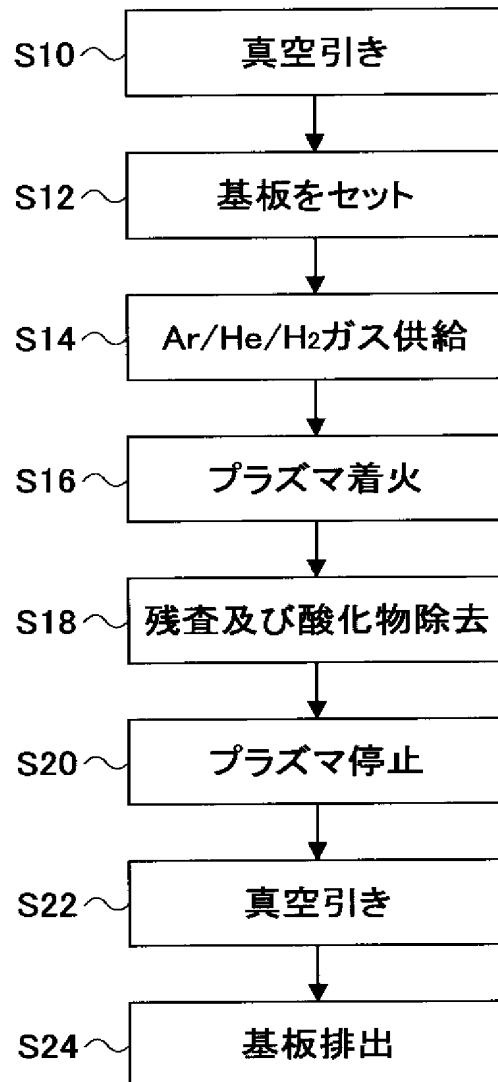 S10 真空引き
S12 基板をセット
S14 Ar/He/H₂ガス供給
S16 プラズマ着火
S18 残査及び酸化物除去
S20 プラズマ停止
S22 真空引き
S24 基板排出